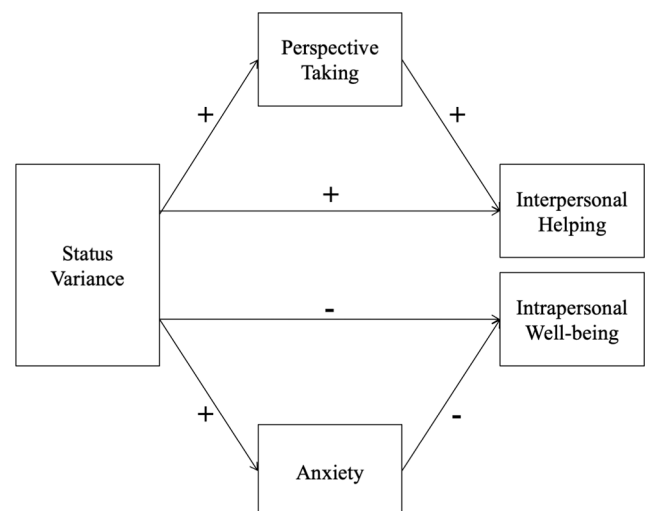 Perspective
Taking
+
+
+
Interpersonal
Helping
Status
Variance
-
Intrapersonal
Well-being
+
-
Anxiety